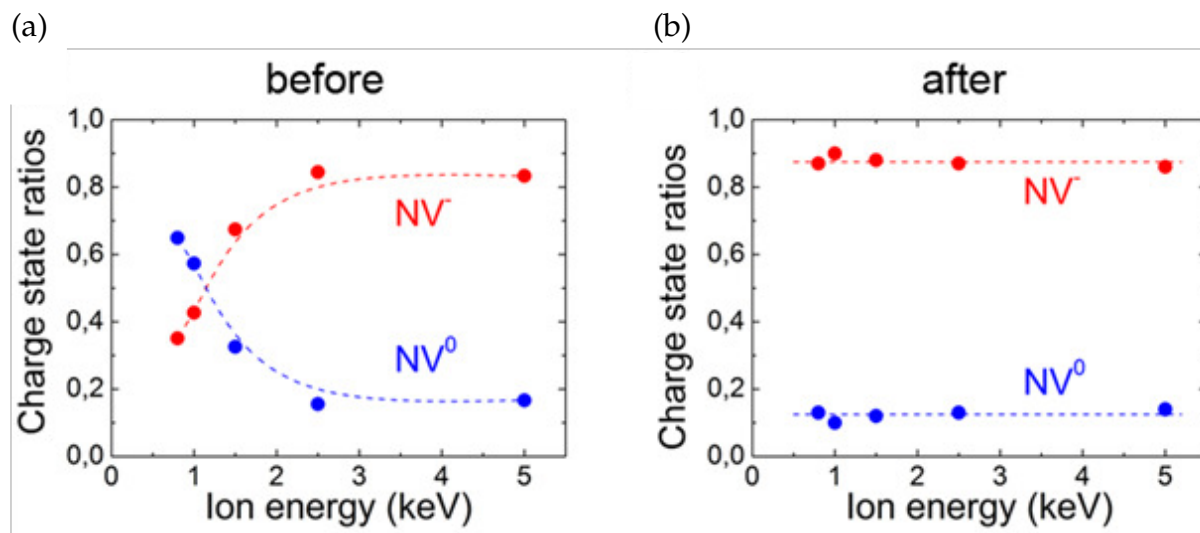 (a)
before
Charge state ratios
1,0
0,8
0,6
0,4
0,2
0,0
NV⁻
NV⁰
0 1 2 3 4 5
Ion energy (keV)
(b)
after
Charge state ratios
1,0
0,8
0,6
0,4
0,2
0,0
NV⁻
NV⁰
0 1 2 3 4 5
Ion energy (keV)